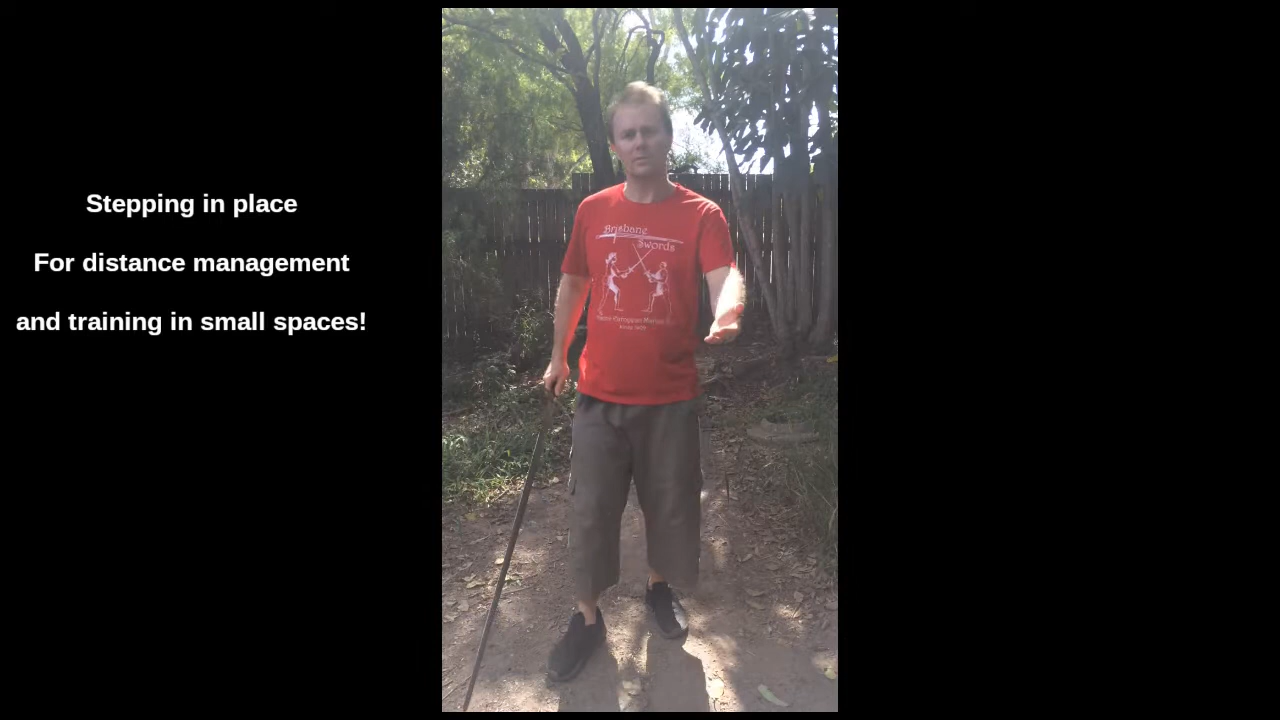 Stepping in place
For distance management
and training in small spaces!
Brisbane
Swords